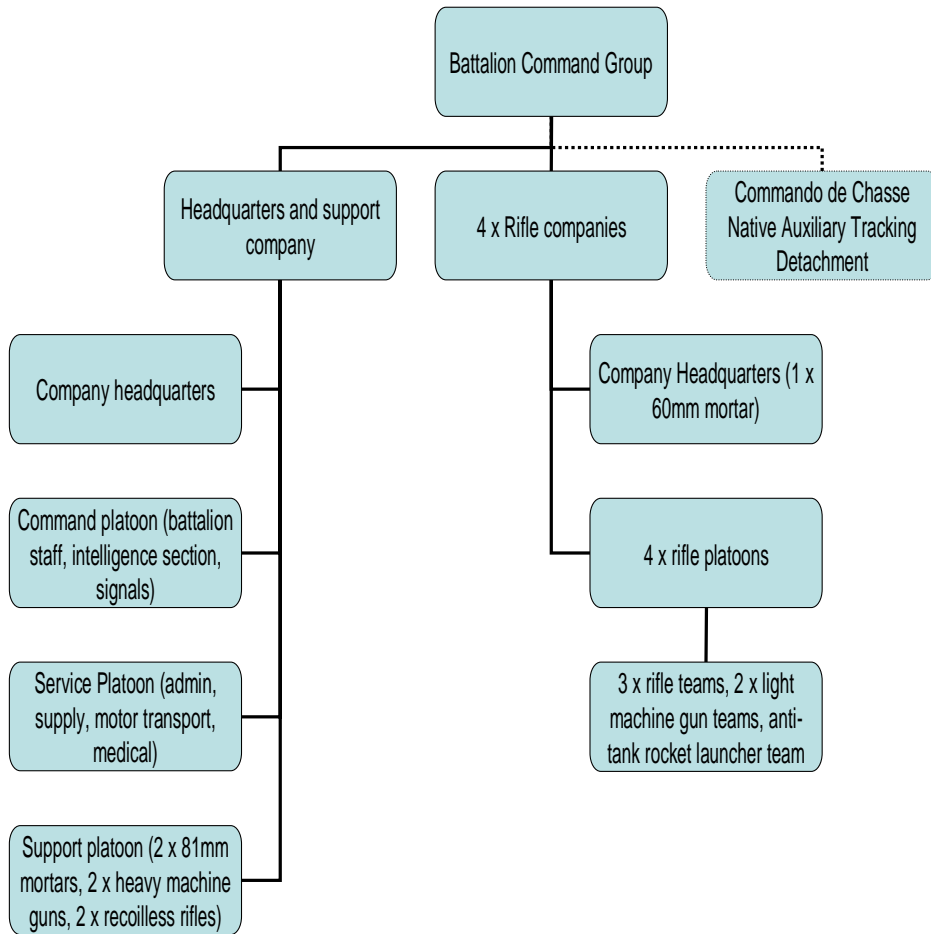 Battalion Command Group
Headquarters and support
company
4 x Rifle companies
Commando de Chasse
Native Auxiliary Tracking
Detachment
Company headquarters
Company Headquarters (1 x
60mm mortar)
Command platoon (battalion
staff, intelligence section,
signals)
4 x rifle platoons
Service Platoon (admin,
supply, motor transport,
medical)
3 x rifle teams, 2 x light
machine gun teams, anti-
tank rocket launcher team
Support platoon (2 x 81mm
mortars, 2 x heavy machine
guns, 2 x recoilless rifles)